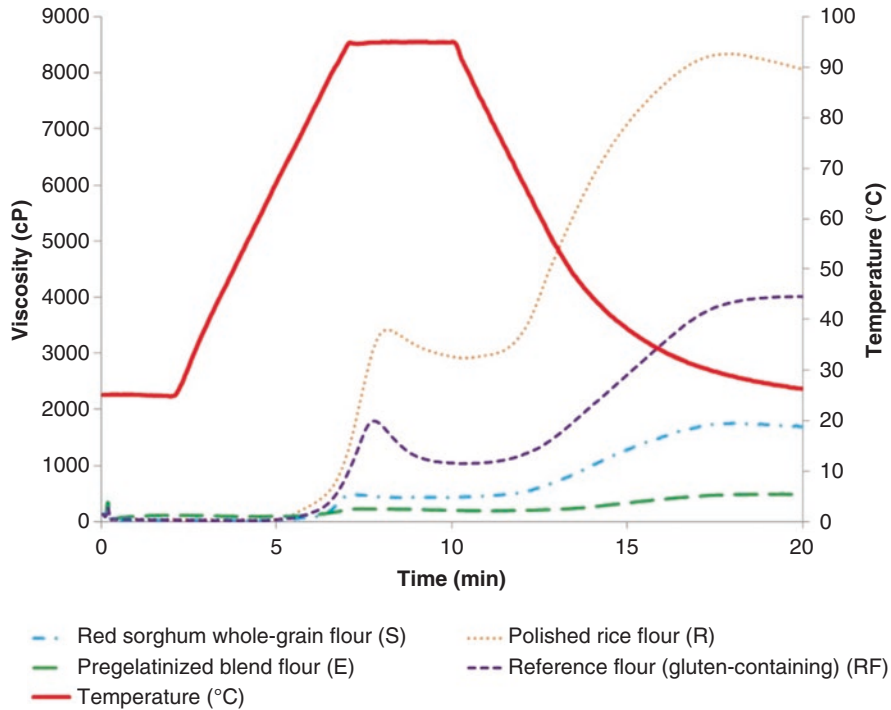 9000
8000
7000
6000
5000
4000
3000
2000
1000
0
Viscosity (cP)
100
90
80
70
60
50
40
30
20
10
0
Temperature (°C)
0 5 10 15 20
Time (min)
Red sorghum whole-grain flour (S)
Polished rice flour (R)
Pregelatinized blend flour (E)
Reference flour (gluten-containing) (RF)
Temperature (°C)